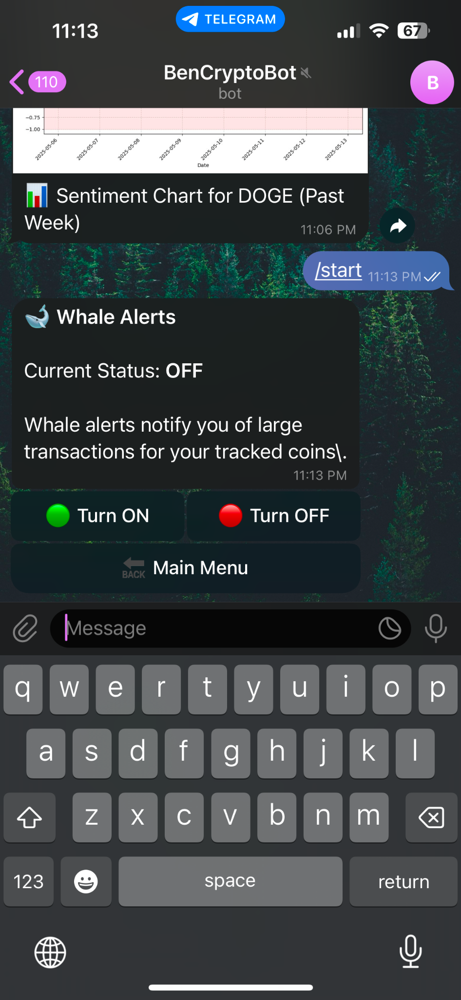 11:13
TELEGRAM
67
110
BenCryptoBot
bot
B
−0.75
−1.00
2025-05-06
2025-05-07
2025-05-08
2025-05-09
2025-05-10
2025-05-11
2025-05-12
2025-05-13
Date
📊 Sentiment Chart for DOGE (Past
Week)
11:06 PM
/start 11:13 PM
🐋 Whale Alerts
Current Status: OFF
Whale alerts notify you of large
transactions for your tracked coins\.
11:13 PM
🟢 Turn ON
🔴 Turn OFF
🔙 Main Menu
Message
q w e r t y u i o p
a s d f g h j k l
z x c v b n m
123
space
return